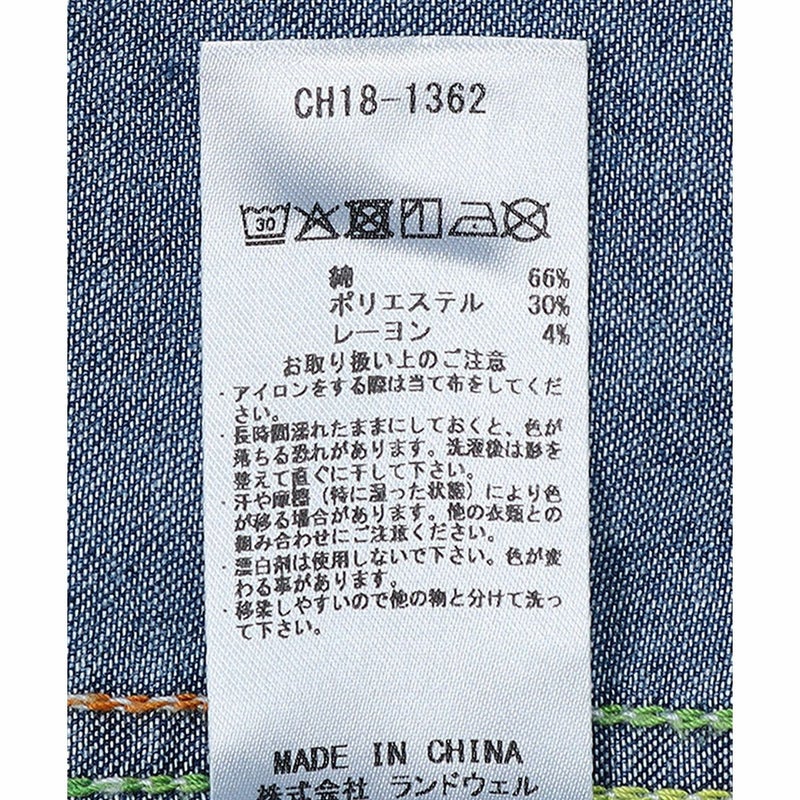 CH18-1362
30
綿 66%
ポリエステル 30%
レーヨン 4%
お取り扱い上のご注意
・アイロンをする際は当て布をしてくだ
さい。
・長時間濡れたままにしておくと、色が
落ちる恐れがあります。洗濯後は形を
整えて直ぐに干して下さい。
・汗や摩擦（特に湿った状態）により色
が移る場合があります。他の衣類との
組み合わせにご注意ください。
・漂白剤は使用しないで下さい。色が変
わる事があります。
・移染しやすいので他の物と分けて洗っ
て下さい。
MADE IN CHINA
株式会社 ランドウェル